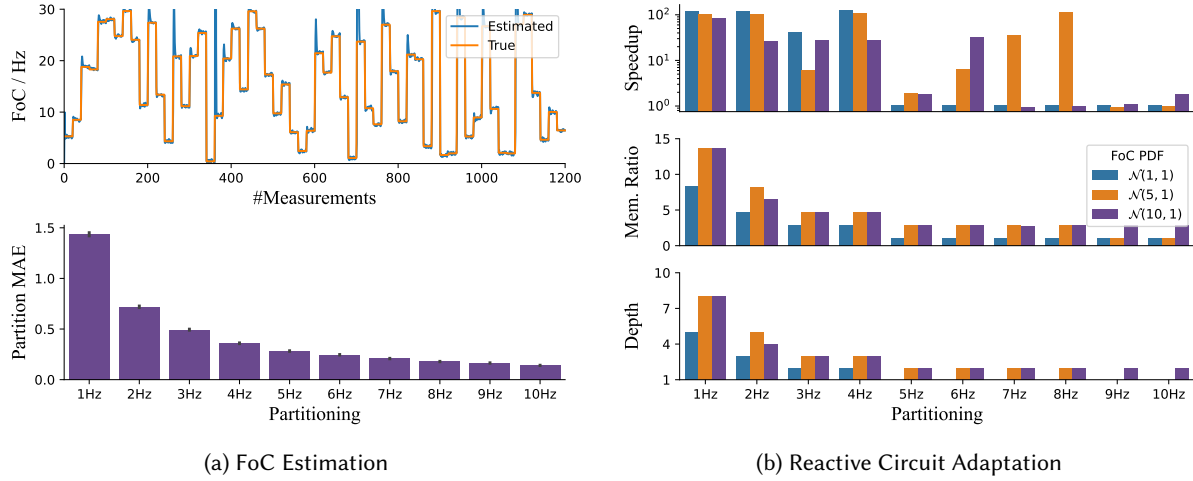 30
20
10
0
FoC / Hz
Estimated
True
0 200 400 600 800 1000 1200
#Measurements
1.5
1.0
0.5
0.0
Partition MAE
1Hz 2Hz 3Hz 4Hz 5Hz 6Hz 7Hz 8Hz 9Hz 10Hz
Partitioning
(a) FoC Estimation
10²
10¹
10⁰
Speedup
15
10
5
0
Mem. Ratio
FoC PDF
𝒩(1, 1)
𝒩(5, 1)
𝒩(10, 1)
10
7
4
1
Depth
1Hz 2Hz 3Hz 4Hz 5Hz 6Hz 7Hz 8Hz 9Hz 10Hz
Partitioning
(b) Reactive Circuit Adaptation